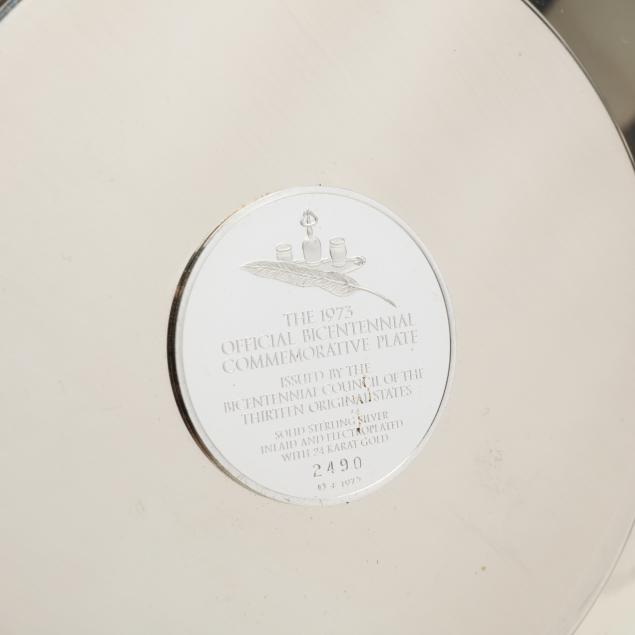 THE 1973
OFFICIAL BICENTENNIAL
COMMEMORATIVE PLATE
ISSUED BY THE
BICENTENNIAL COUNCIL OF THE
THIRTEEN ORIGINAL STATES
SOLID STERLING SILVER
INLAID AND ELECTROPLATED
WITH 24 KARAT GOLD
2490
1973